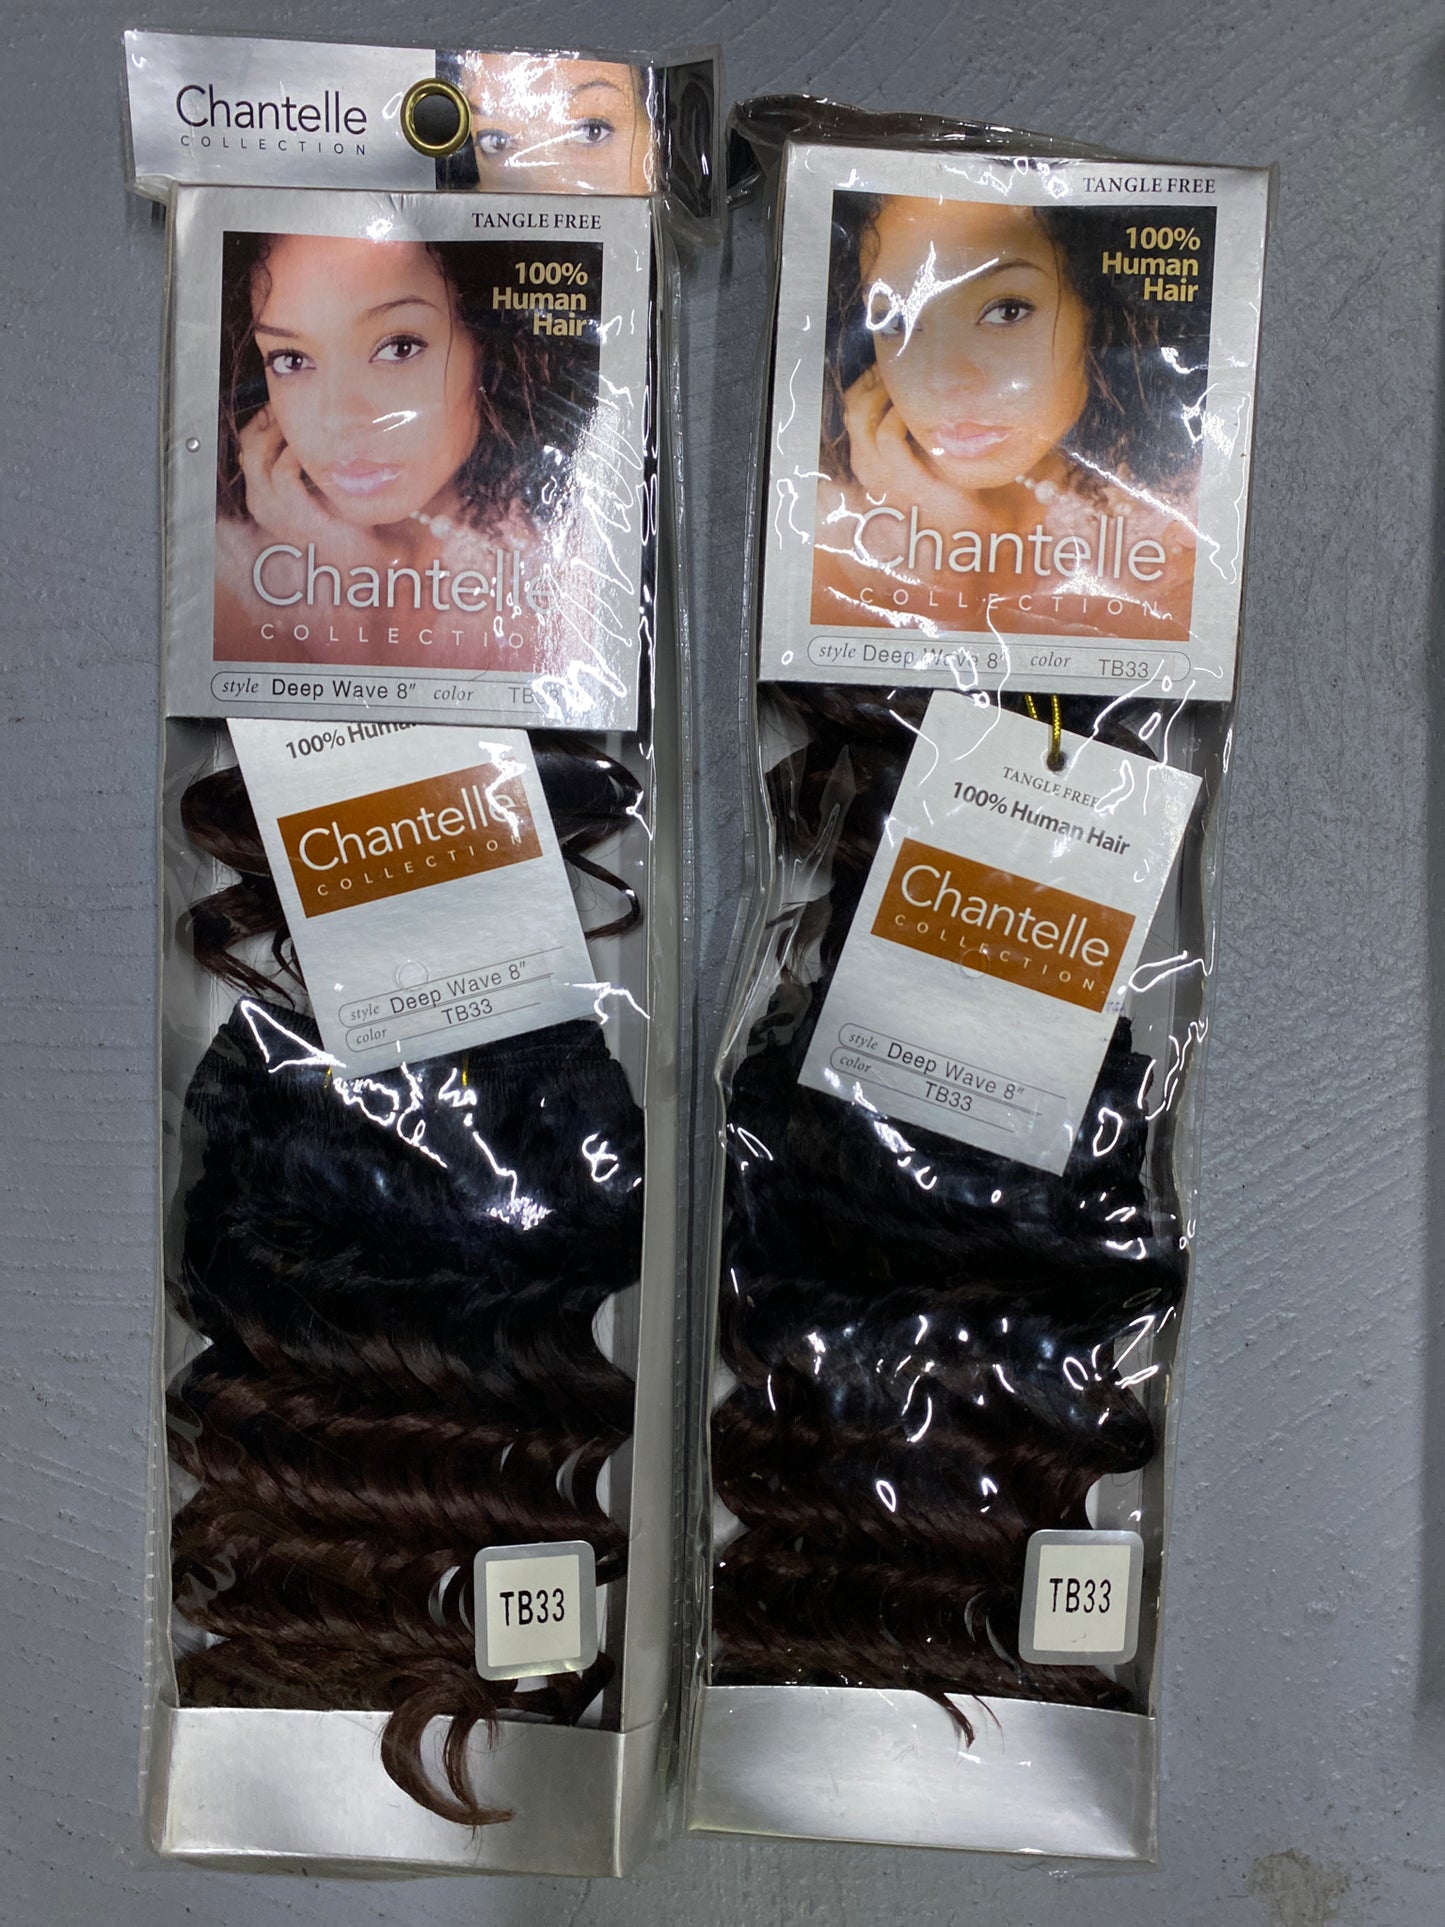 Chantelle
COLLECTION
TANGLE FREE
100%
Human
Hair
Chantelle
COLLECTIO
style Deep Wave 8" color
100%
Chantelle
COLLECTION
style Deep Wave 8"
color TB33
TB33
TANGLE FREE
100%
Human
Hair
Chantelle
COLLECTION
style Deep Wave 8" color TB33
TANGLE FREE
100% Human Hair
Chantelle
COLLECTION
style Deep Wave 8"
color TB33
TB33